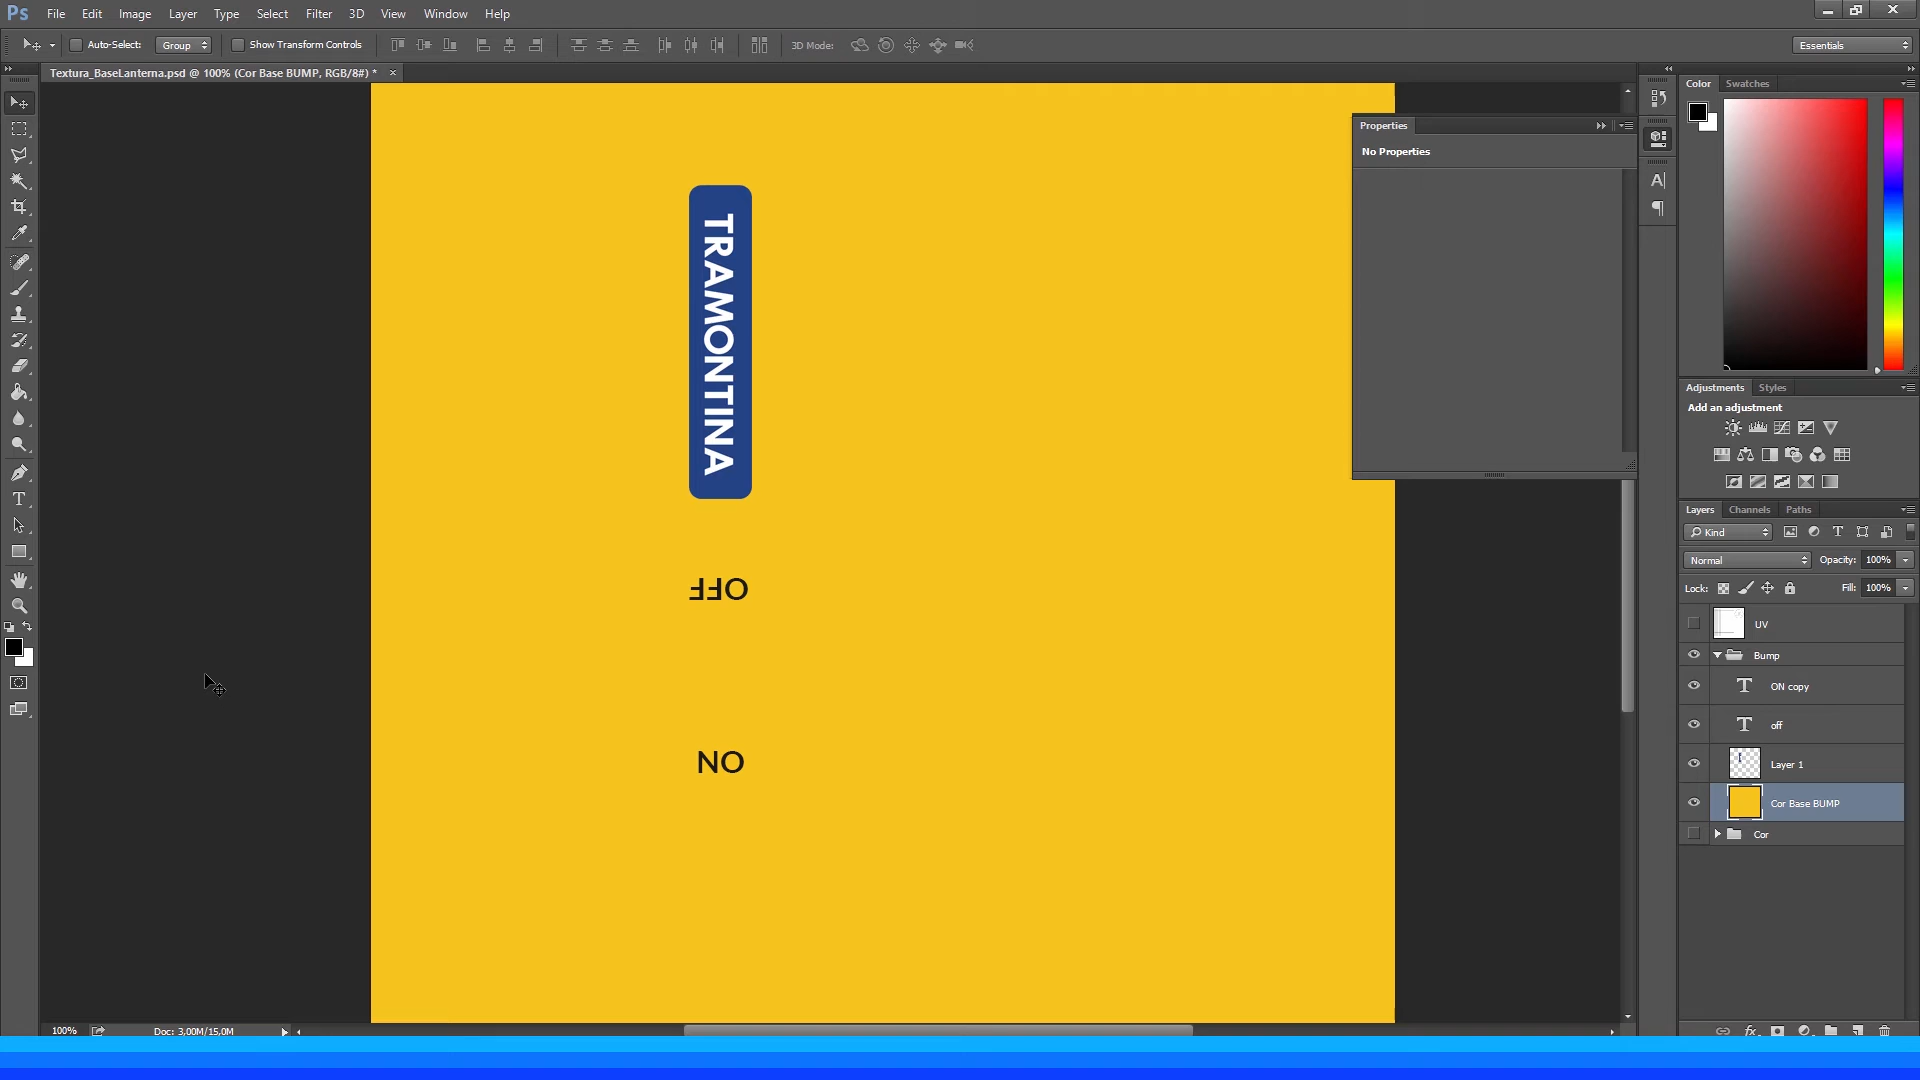 Ps File Edit Image Layer Type Select Filter 3D View Window Help
Auto-Select: Group Show Transform Controls 3D Mode: Essentials
Textura_BaseLanterna.psd @ 100% (Cor Base BUMP, RGB/8#) * ×
Color Swatches
Properties
No Properties
TRAMONTINA
OFF
ON
Adjustments Styles
Add an adjustment
Layers Channels Paths
Kind
Normal Opacity: 100%
Lock: Fill: 100%
UV
Bump
ON copy
off
Layer 1
Cor Base BUMP
Cor
100% Doc: 3,00M/15,0M